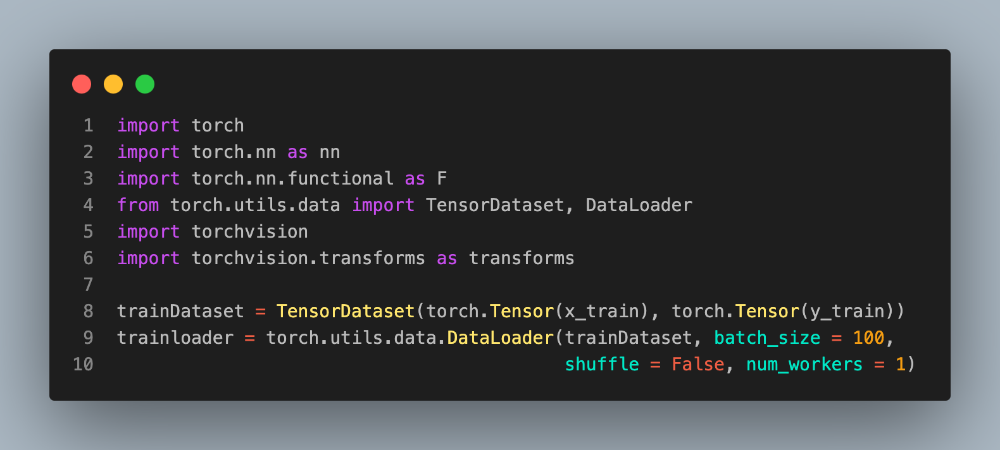 1 import torch
2 import torch.nn as nn
3 import torch.nn.functional as F
4 from torch.utils.data import TensorDataset, DataLoader
5 import torchvision
6 import torchvision.transforms as transforms
7
8 trainDataset = TensorDataset(torch.Tensor(x_train), torch.Tensor(y_train))
9 trainloader = torch.utils.data.DataLoader(trainDataset, batch_size = 100,
10                                           shuffle = False, num_workers = 1)